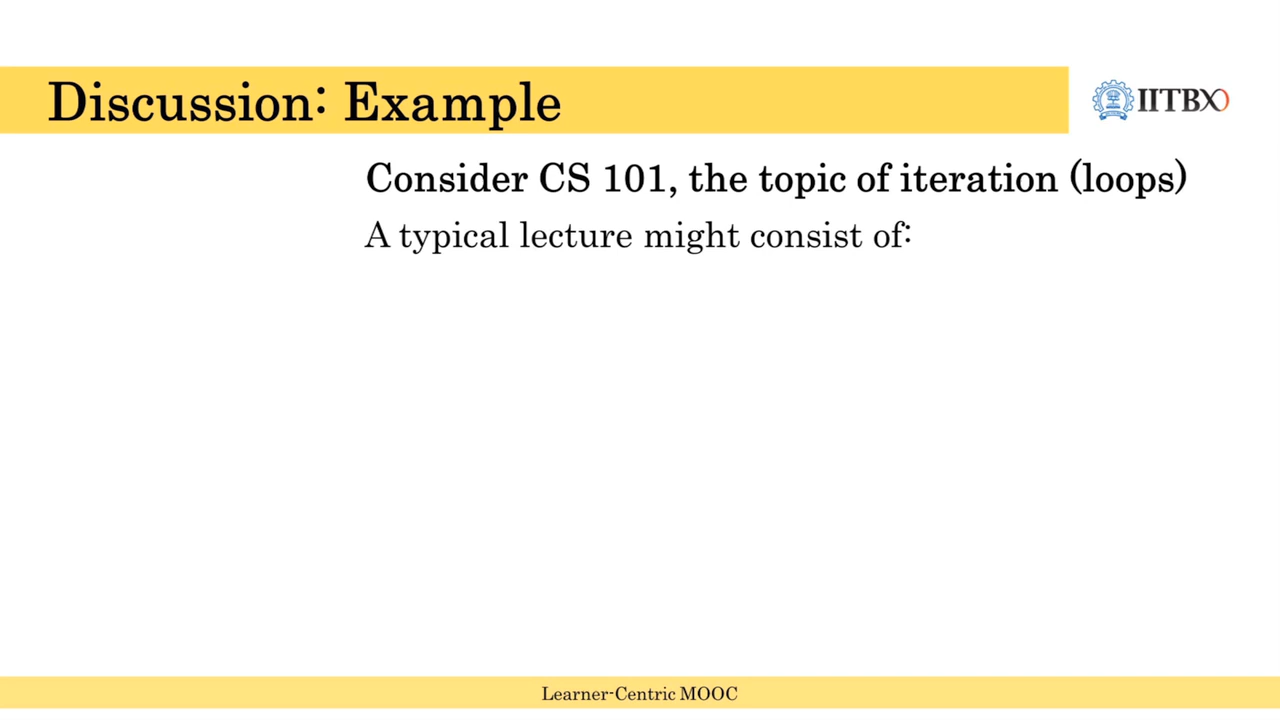 Discussion: Example
IITBX
Consider CS 101, the topic of iteration (loops)
A typical lecture might consist of:
Learner-Centric MOOC